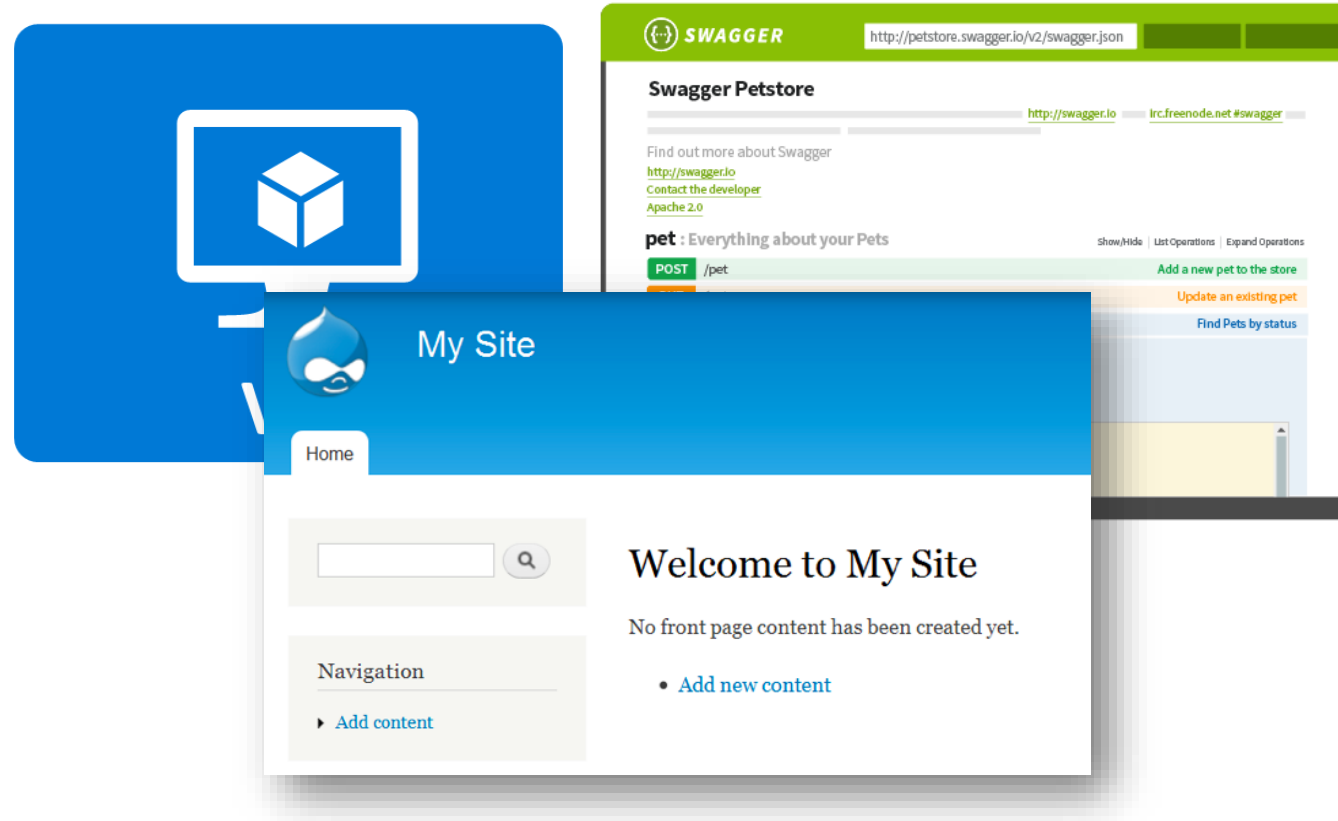 SWAGGER
http://petstore.swagger.io/v2/swagger.json
Swagger Petstore
http://swagger.io irc.freenode.net #swagger
Find out more about Swagger
http://swagger.io
Contact the developer
Apache 2.0
pet : Everything about your Pets
Show/Hide List Operations Expand Operations
POST /pet Add a new pet to the store
Update an existing pet
Find Pets by status
My Site
Home
Welcome to My Site
No front page content has been created yet.
Add new content
Navigation
Add content